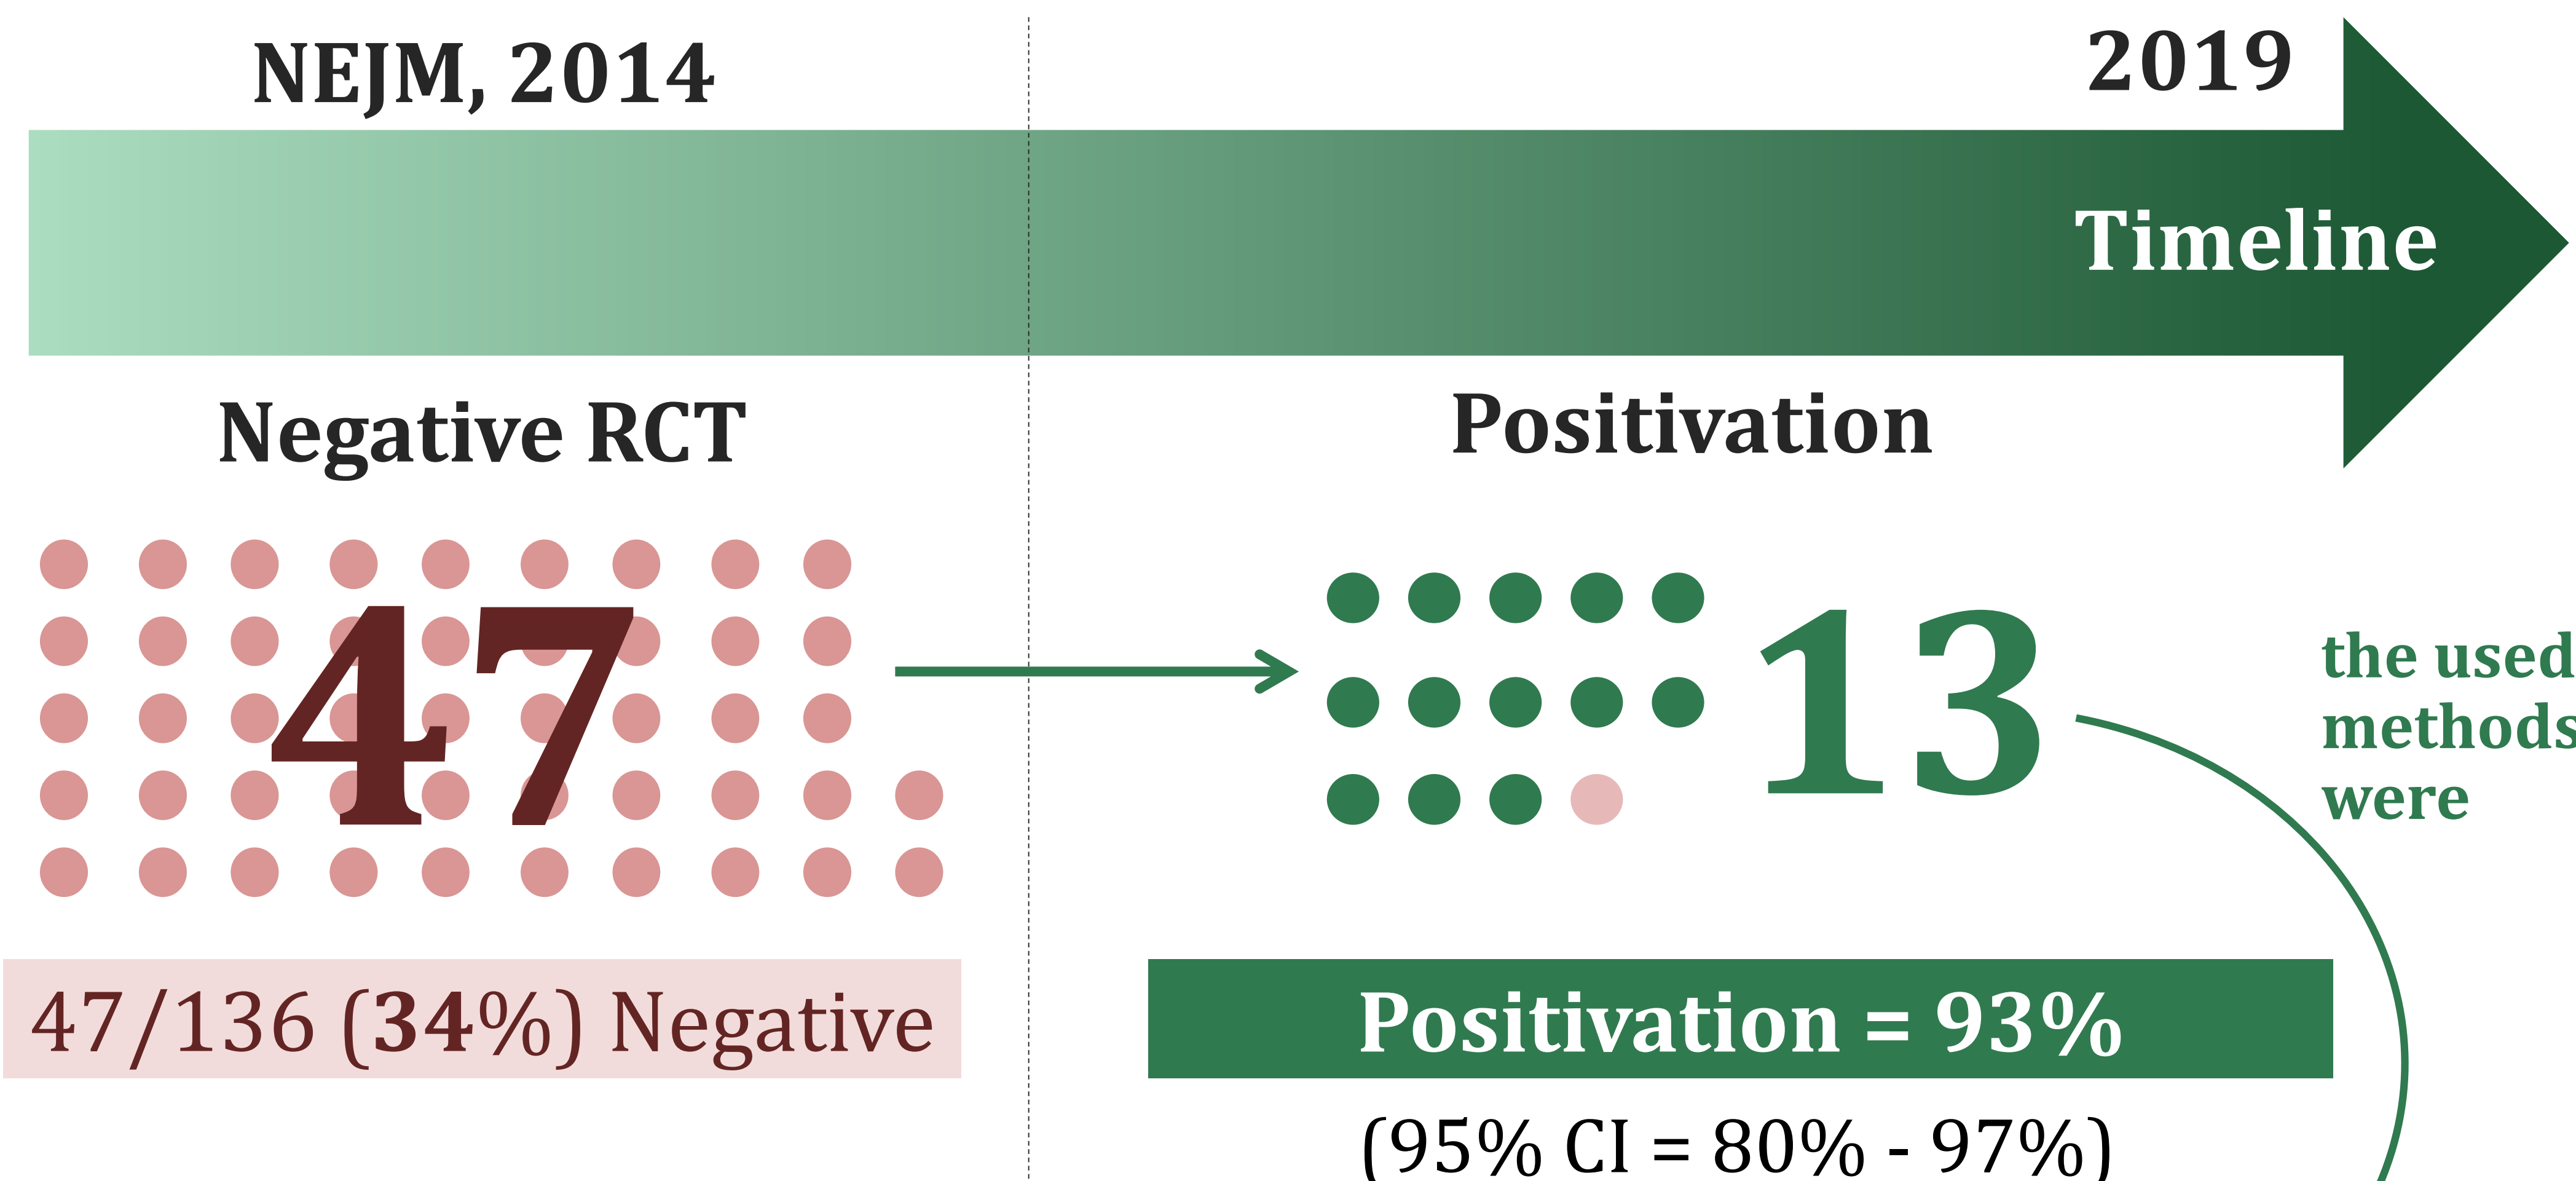 NEJM, 2014
2019
Timeline
Negative RCT
Positivation
47
13
the used
methods
were
47/136 (34%) Negative
Positivation = 93%
(95% CI = 80% - 97%)